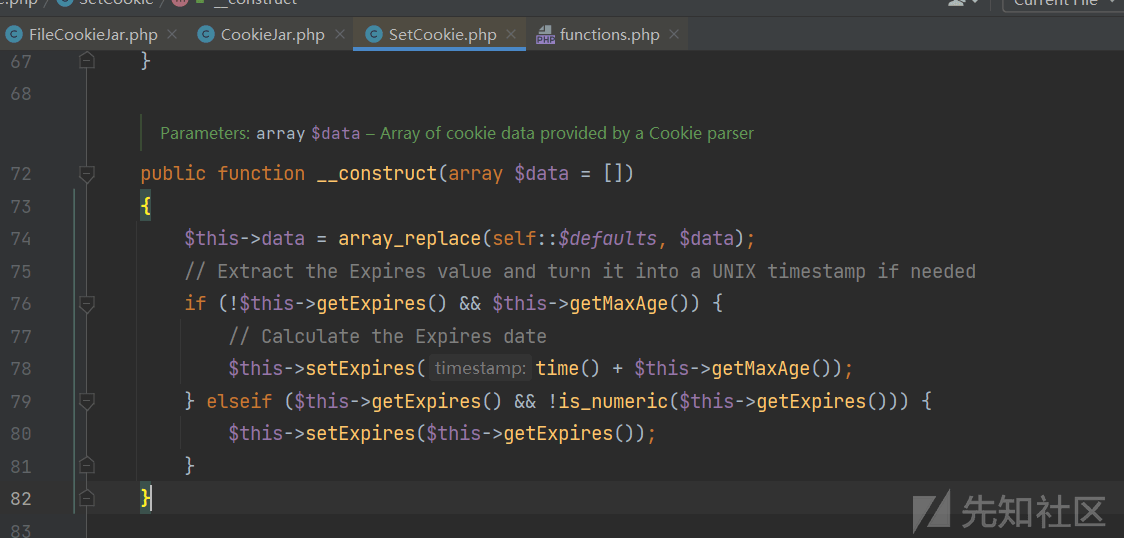 SetCookie
__construct
Current File
FileCookieJar.php
CookieJar.php
SetCookie.php
PHP
functions.php
67 }
68
Parameters: array $data – Array of cookie data provided by a Cookie parser
72 public function __construct(array $data = [])
73 {
74 $this->data = array_replace(self::$defaults, $data);
75 // Extract the Expires value and turn it into a UNIX timestamp if needed
76 if (!$this->getExpires() && $this->getMaxAge()) {
77 // Calculate the Expires date
78 $this->setExpires( timestamp: time() + $this->getMaxAge());
79 } elseif ($this->getExpires() && !is_numeric($this->getExpires())) {
80 $this->setExpires($this->getExpires());
81 }
82 }
83
先知社区